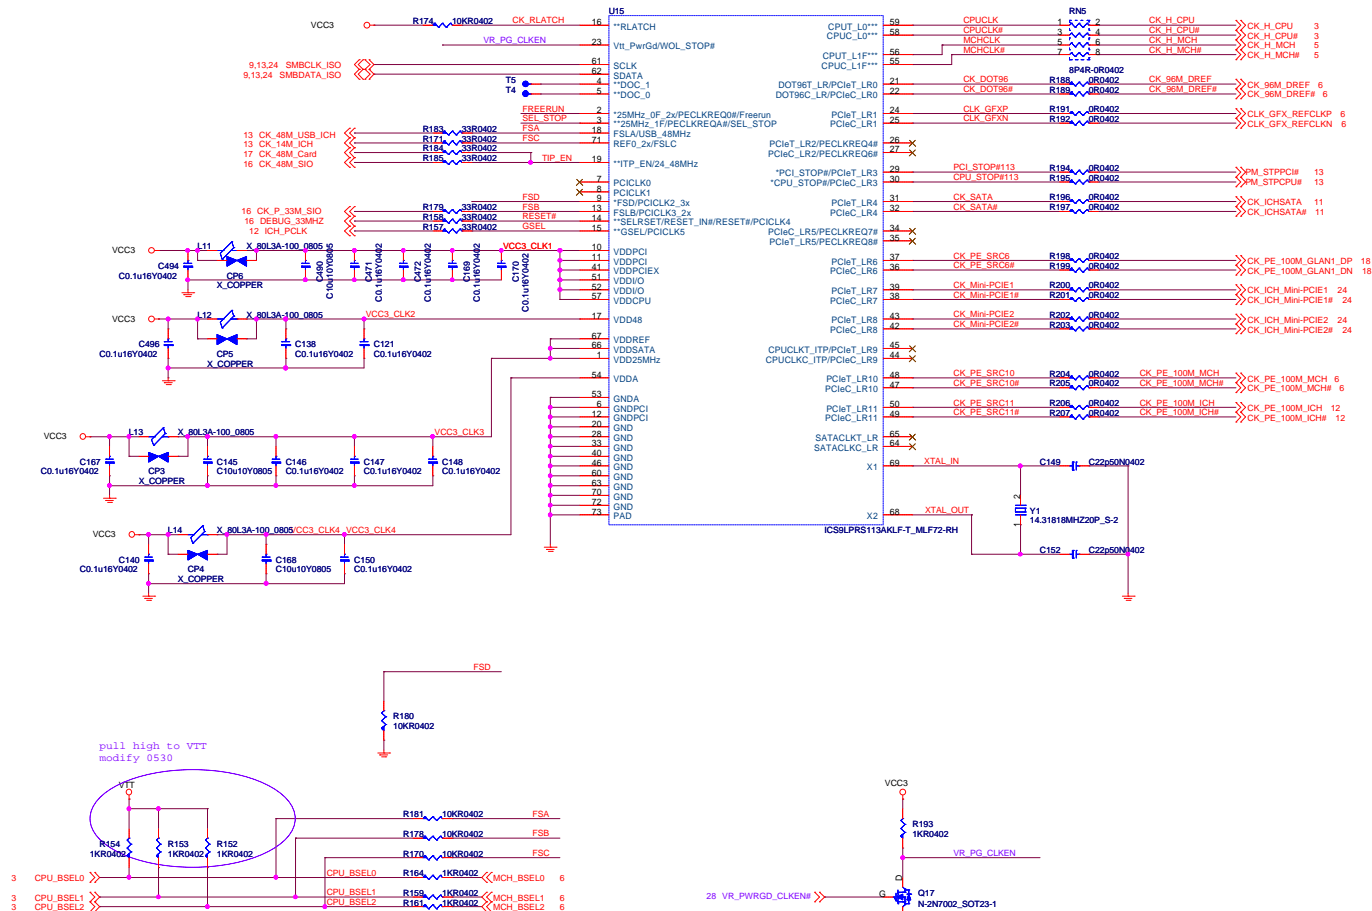 U15
VCC3 R174 10KR0402 CK_RLATCH 16 **RLATCH
VR_PG_CLKEN 23 Vtt_PwrGd/WOL_STOP#
9,13,24 SMBCLK_ISO 61 SCLK
9,13,24 SMBDATA_ISO 62 SDATA
T5 4 **DOC_1
T4 5 **DOC_0
FREERUN 2 *25MHz_0F_2x/PECLKREQ0#/Freerun
SEL_STOP 3 **25MHz_1F/PECLKREQA#/SEL_STOP
13 CK_48M_USB_ICH R183 33R0402 FSA 18 FSLA/USB_48MHz
13 CK_14M_ICH R171 33R0402 FSC 71 REF0_2x/FSLC
17 CK_48M_Card R184 33R0402
16 CK_48M_SIO R185 33R0402 TIP_EN 19 **ITP_EN/24_48MHz
7 PCICLK0
8 PCICLK1
FSD 9 *FSD/PCICLK2_3x
16 CK_P_33M_SIO R179 33R0402 FSB 13 FSLB/PCICLK3_2x
16 DEBUG_33MHZ R158 33R0402 RESET# 14 **SELRSET/RESET_IN#/RESET#/PCICLK4
12 ICH_PCLK R157 33R0402 GSEL 15 **GSEL/PCICLK5
VCC3 L11 X_80L3A-100_0805 VCC3_CLK1 10 VDDPCI
11 VDDPCI
41 VDDPCIEX
51 VDDI/O
52 VDDI/O
57 VDDCPU
C494
C0.1u16Y0402
CP6
X_COPPER
C490
C10u10Y0805
C471
C0.1u16Y0402
C472
C0.1u16Y0402
C169
C0.1u16Y0402
C170
C0.1u16Y0402
VCC3 L12 X_80L3A-100_0805 VCC3_CLK2 17 VDD48
67 VDDREF
66 VDDSATA
1 VDD25MHz
C496
C0.1u16Y0402
CP5
X_COPPER
C138
C0.1u16Y0402
C121
C0.1u16Y0402
54 VDDA
53 GNDA
6 GNDPCI
12 GNDPCI
20 GND
28 GND
33 GND
40 GND
46 GND
60 GND
63 GND
70 GND
72 GND
73 PAD
VCC3 L13 X_80L3A-100_0805 VCC3_CLK3
C167
C0.1u16Y0402
CP3
X_COPPER
C145
C10u10Y0805
C146
C0.1u16Y0402
C147
C0.1u16Y0402
C148
C0.1u16Y0402
VCC3 L14 X_80L3A-100_0805 VCC3_CLK4 VCC3_CLK4
C140
C0.1u16Y0402
CP4
X_COPPER
C168
C10u10Y0805
C150
C0.1u16Y0402
RN5
CPUT_L0*** 59 CPUCLK 1 2 CK_H_CPU CK_H_CPU 3
CPUC_L0*** 58 CPUCLK# 3 4 CK_H_CPU# CK_H_CPU# 3
CPUT_L1F*** 56 MCHCLK 5 6 CK_H_MCH CK_H_MCH 5
CPUC_L1F*** 55 MCHCLK# 7 8 CK_H_MCH# CK_H_MCH# 5
8P4R-0R0402
DOT96T_LR/PCIeT_LR0 21 CK_DOT96 R188 0R0402 CK_96M_DREF CK_96M_DREF 6
DOT96C_LR/PCIeC_LR0 22 CK_DOT96# R189 0R0402 CK_96M_DREF# CK_96M_DREF# 6
PCIeT_LR1 24 CLK_GFXP R191 0R0402 CLK_GFX_REFCLKP 6
PCIeC_LR1 25 CLK_GFXN R192 0R0402 CLK_GFX_REFCLKN 6
PCIeT_LR2/PECLKREQ4# 26
PCIeC_LR2/PECLKREQ6# 27
*PCI_STOP#/PCIeT_LR3 29 PCI_STOP#113 R194 0R0402 PM_STPPCI# 13
*CPU_STOP#/PCIeC_LR3 30 CPU_STOP#113 R195 0R0402 PM_STPCPU# 13
PCIeT_LR4 31 CK_SATA R196 0R0402 CK_ICHSATA 11
PCIeC_LR4 32 CK_SATA# R197 0R0402 CK_ICHSATA# 11
PCIeC_LR5/PECLKREQ7# 34
PCIeT_LR5/PECLKREQ8# 35
PCIeT_LR6 37 CK_PE_SRC6 R198 0R0402 CK_PE_100M_GLAN1_DP 18
PCIeC_LR6 36 CK_PE_SRC6# R199 0R0402 CK_PE_100M_GLAN1_DN 18
PCIeT_LR7 39 CK_Mini-PCIE1 R200 0R0402 CK_ICH_Mini-PCIE1 24
PCIeC_LR7 38 CK_Mini-PCIE1# R201 0R0402 CK_ICH_Mini-PCIE1# 24
PCIeT_LR8 43 CK_Mini-PCIE2 R202 0R0402 CK_ICH_Mini-PCIE2 24
PCIeC_LR8 42 CK_Mini-PCIE2# R203 0R0402 CK_ICH_Mini-PCIE2# 24
CPUCLKT_ITP/PCIeT_LR9 45
CPUCLKC_ITP/PCIeC_LR9 44
PCIeT_LR10 48 CK_PE_SRC10 R204 0R0402 CK_PE_100M_MCH CK_PE_100M_MCH 6
PCIeC_LR10 47 CK_PE_SRC10# R205 0R0402 CK_PE_100M_MCH# CK_PE_100M_MCH# 6
PCIeT_LR11 50 CK_PE_SRC11 R206 0R0402 CK_PE_100M_ICH CK_PE_100M_ICH 12
PCIeC_LR11 49 CK_PE_SRC11# R207 0R0402 CK_PE_100M_ICH# CK_PE_100M_ICH# 12
SATACLKT_LR 65
SATACLKC_LR 64
X1 69 XTAL_IN C149 C22p50N0402
2
Y1
14.31818MHZ20P_S-2
1
X2 68 XTAL_OUT C152 C22p50N0402
ICS9LPRS113AKLF-T_MLF72-RH
FSD
R180
10KR0402
pull high to VTT
modify 0530
VTT
R154
1KR0402
R153
1KR0402
R152
1KR0402
R181 10KR0402 FSA
R178 10KR0402 FSB
R170 10KR0402 FSC
3 CPU_BSEL0 CPU_BSEL0 R164 1KR0402 MCH_BSEL0 6
3 CPU_BSEL1 CPU_BSEL1 R159 1KR0402 MCH_BSEL1 6
3 CPU_BSEL2 CPU_BSEL2 R161 1KR0402 MCH_BSEL2 6
VCC3
R193
1KR0402
VR_PG_CLKEN
D
28 VR_PWRGD_CLKEN# G Q17
N-2N7002_SOT23-1